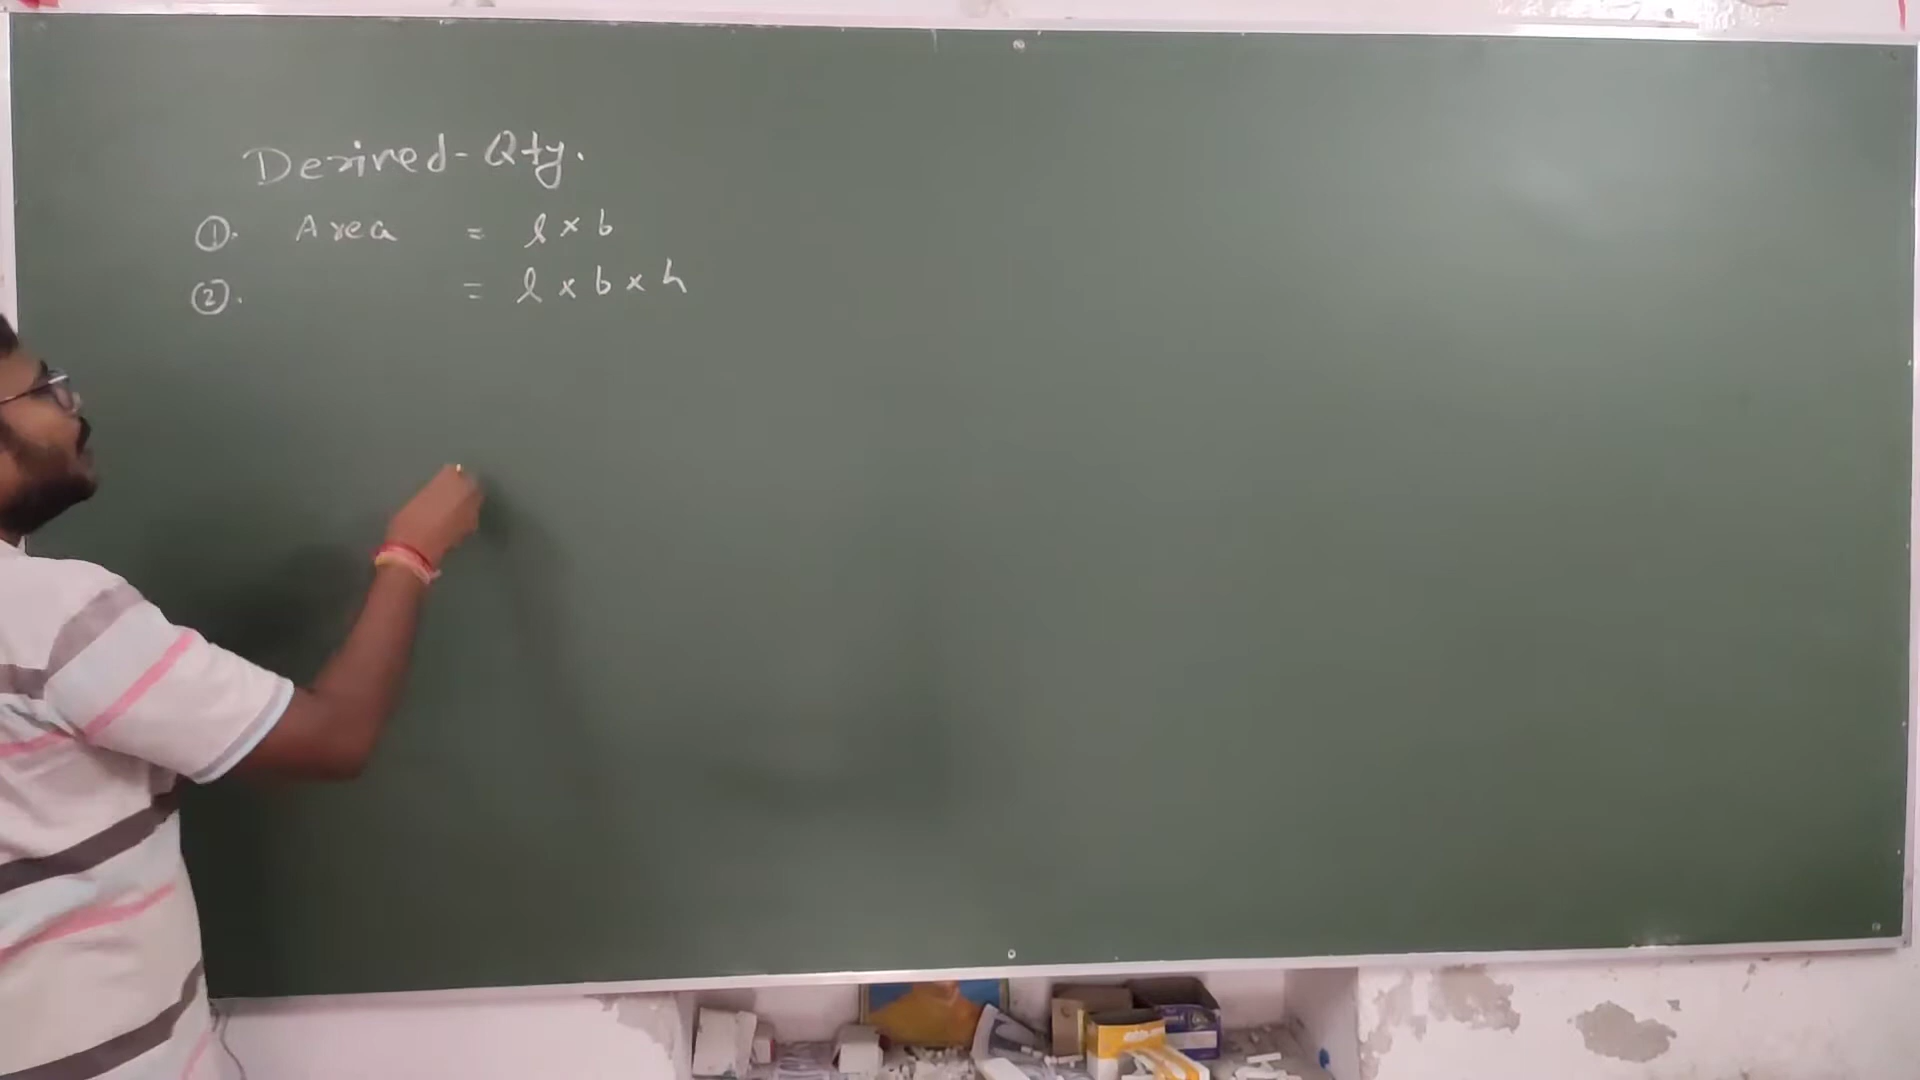 Derived-Qty.
①. Area = l × b
②. = l × b × h